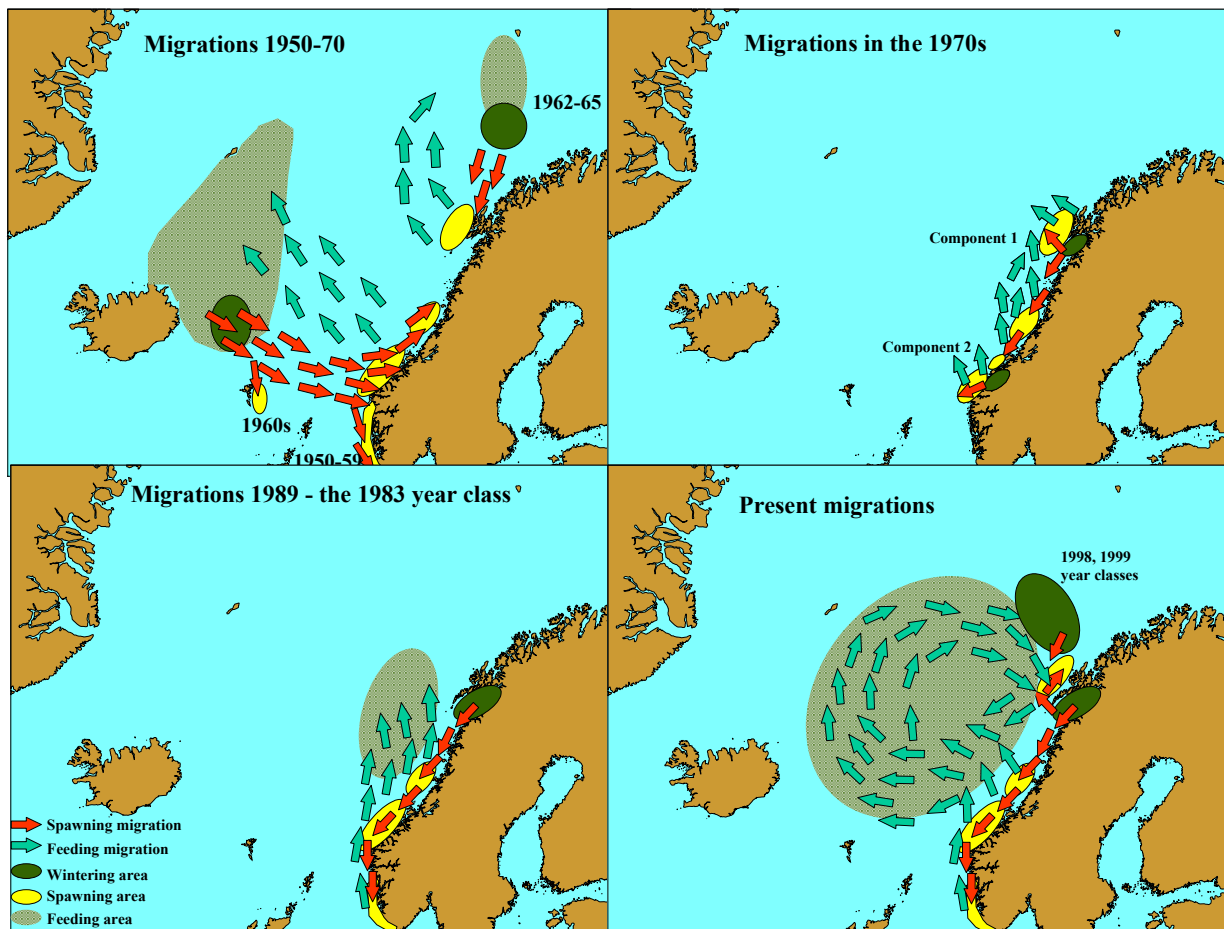 Migrations 1950-70
1962-65
1960s
1950-59
Migrations in the 1970s
Component 1
Component 2
Migrations 1989 - the 1983 year class
Spawning migration
Feeding migration
Wintering area
Spawning area
Feeding area
Present migrations
1998, 1999
year classes